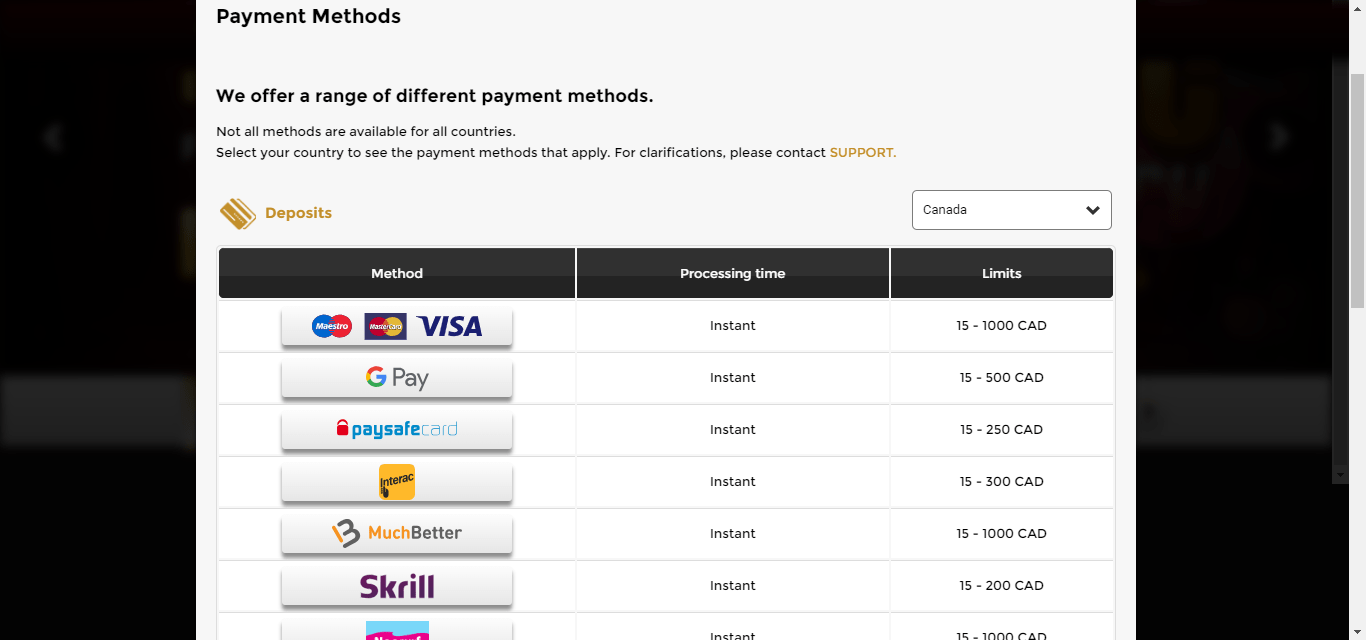 Payment Methods
We offer a range of different payment methods.
Not all methods are available for all countries.
Select your country to see the payment methods that apply. For clarifications, please contact SUPPORT.
Deposits
Canada
Method Processing time Limits
Maestro MasterCard VISA Instant 15 - 1000 CAD
G Pay Instant 15 - 500 CAD
paysafecard Instant 15 - 250 CAD
Interac Instant 15 - 300 CAD
MuchBetter Instant 15 - 1000 CAD
Skrill Instant 15 - 200 CAD
Instant 15 - 1000 CAD